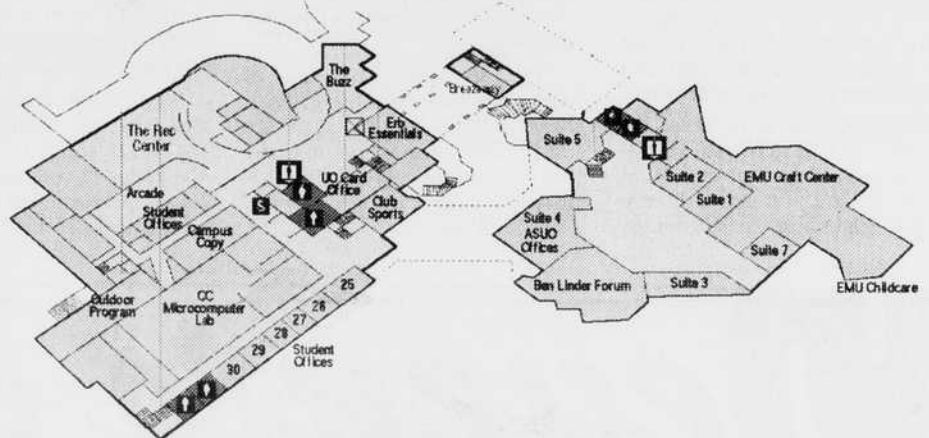 The
Buzz
Breezeway
Erb
Essentials
The Rec
Center
Suite 5
UO Card
Office
Suite 2
EMU Craft Center
Arcade
Student
Offices
S
Club
Sports
Suite 1
Campus
Copy
Suite 4
ASUO
Offices
Suite 7
Outdoor
Program
CC
Microcomputer
Lab
25
26
27
28
29
30
Student
Offices
Ben Linder Forum
Suite 3
EMU Childcare